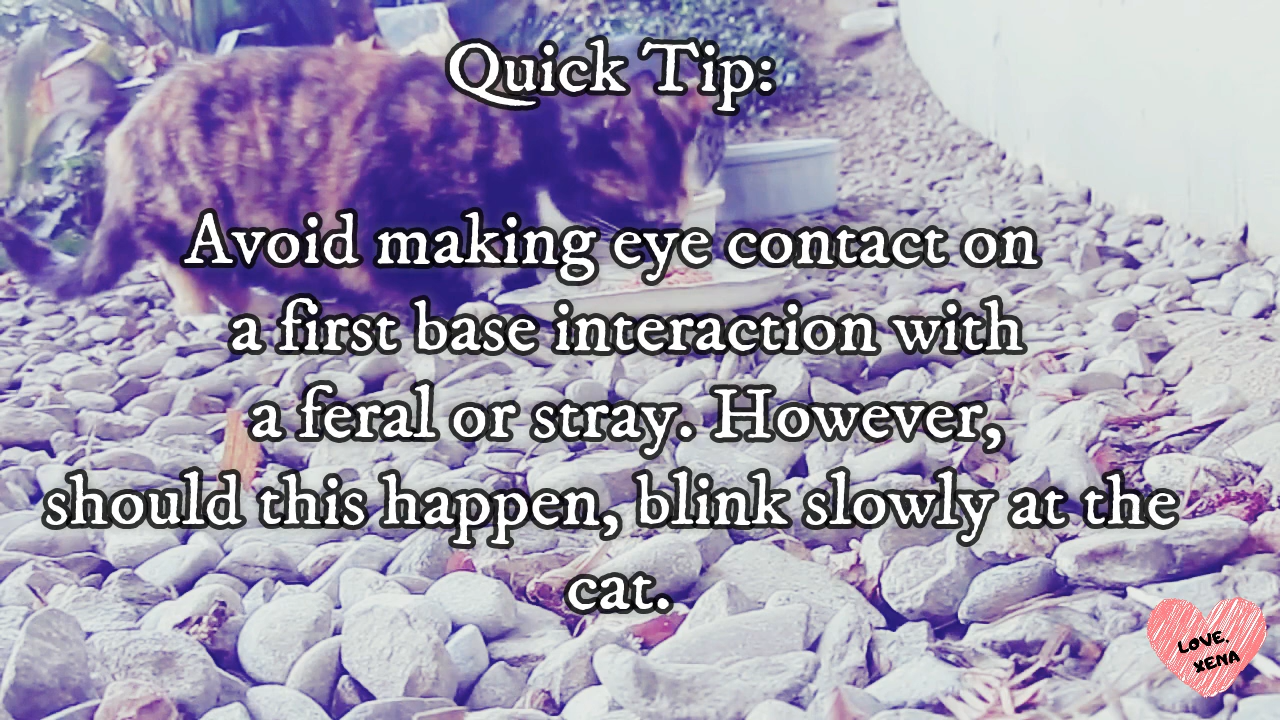 Quick Tip:
Avoid making eye contact on
a first base interaction with
a feral or stray. However,
should this happen, blink slowly at the
cat.
LOVE.
XENA